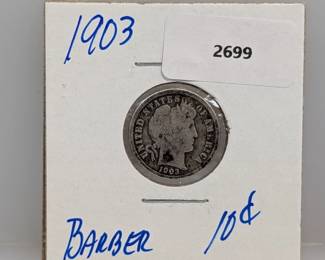 1903
2699
UNITED STATES OF AMERICA
1903
BARBER 10¢